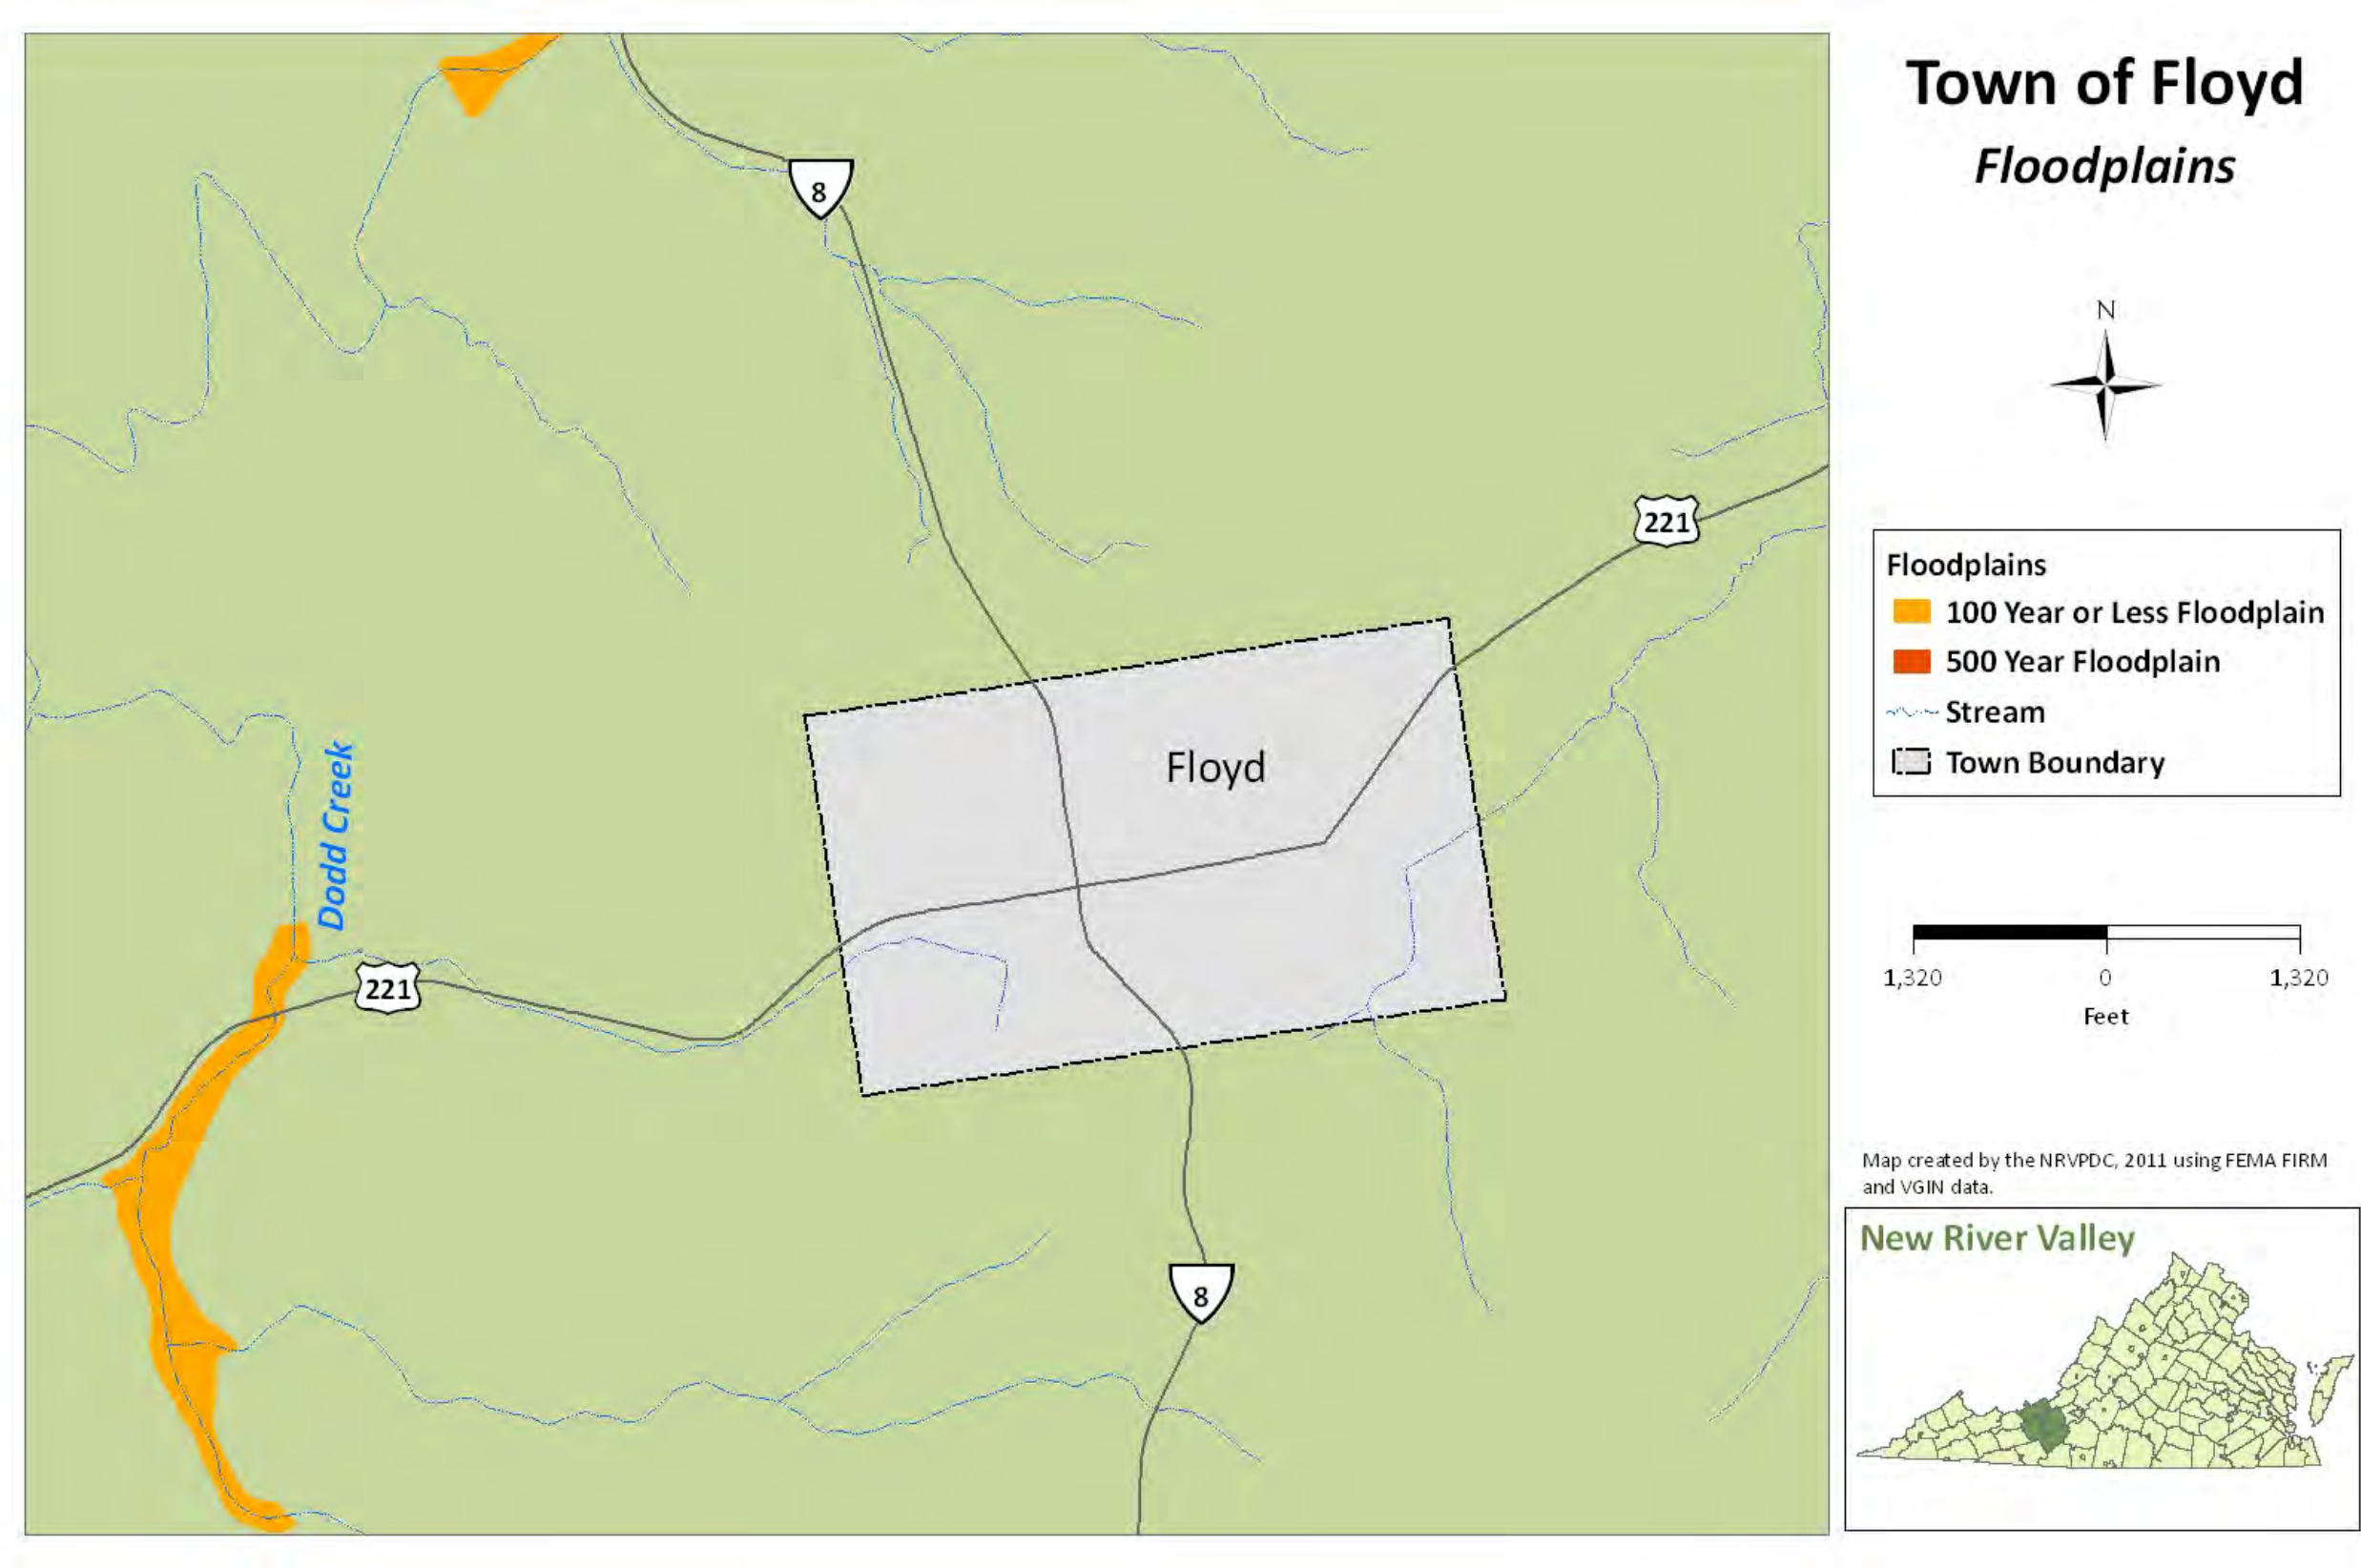 Town of Floyd
Floodplains
N
8
221
Floodplains
100 Year or Less Floodplain
500 Year Floodplain
Stream
Town Boundary
Floyd
Dodd Creek
221
1,320
0
1,320
Feet
8
Map created by the NRVPDC, 2011 using FEMA FIRM
and VGIN data.
New River Valley